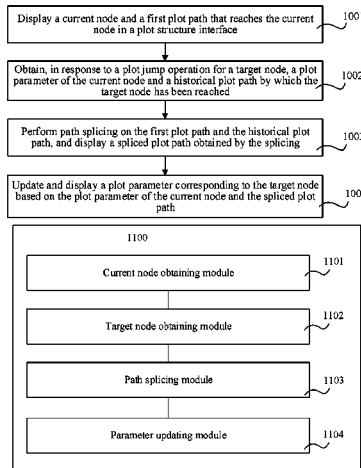 Display a current node and a first plot path that reaches the current
node in a plot structure interface
100
Obtain, in response to a plot jump operation for a target node, a plot
parameter of the current node and a historical plot path by which the
target node has been reached
1002
Perform path splicing on the first plot path and the historical plot
path, and display a spliced plot path obtained by the splicing
1003
Update and display a plot parameter corresponding to the target node
based on the plot parameter of the current node and the spliced plot
path
100
1100
Current node obtaining module
1101
Target node obtaining module
1102
Path splicing module
1103
Parameter updating module
1104